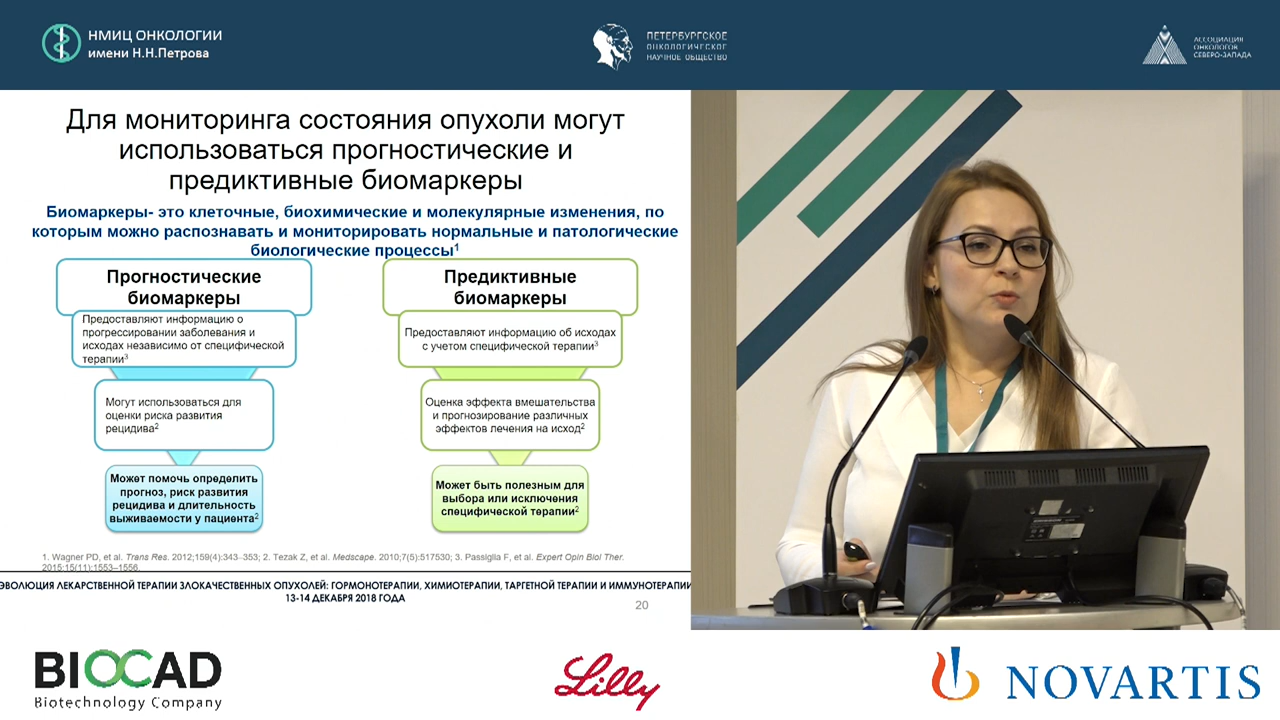 НМИЦ ОНКОЛОГИИ
имени Н.Н.Петрова
ПЕТЕРБУРГСКОЕ
ОНКОЛОГИЧЕСКОЕ
НАУЧНОЕ ОБЩЕСТВО
АССОЦИАЦИЯ
ОНКОЛОГОВ
СЕВЕРО-ЗАПАДА
Для мониторинга состояния опухоли могут
использоваться прогностические и
предиктивные биомаркеры
Биомаркеры- это клеточные, биохимические и молекулярные изменения, по
которым можно распознавать и мониторировать нормальные и патологические
биологические процессы¹
Прогностические
биомаркеры
Предоставляют информацию о
прогрессировании заболевания и
исходах независимо от специфической
терапии³
Могут использоваться для
оценки риска развития
рецидива²
Может помочь определить
прогноз, риск развития
рецидива и длительность
выживаемости у пациента²
Предиктивные
биомаркеры
Предоставляют информацию об исходах
с учетом специфической терапии³
Оценка эффекта вмешательства
и прогнозирование различных
эффектов лечения на исход²
Может быть полезным для
выбора или исключения
специфической терапии²
1. Wagner PD, et al. Trans Res. 2012;159(4):343–353; 2. Tezak Z, et al. Medscape. 2010;7(5):517530; 3. Passiglia F, et al. Expert Opin Biol Ther.
2015;15(11):1553–1556.
ЭВОЛЮЦИЯ ЛЕКАРСТВЕННОЙ ТЕРАПИИ ЗЛОКАЧЕСТВЕННЫХ ОПУХОЛЕЙ: ГОРМОНОТЕРАПИИ, ХИМИОТЕРАПИИ, ТАРГЕТНОЙ ТЕРАПИИ И ИММУНОТЕРАПИИ
13-14 ДЕКАБРЯ 2018 ГОДА
20
BIOCAD
Biotechnology Company
Lilly
NOVARTIS